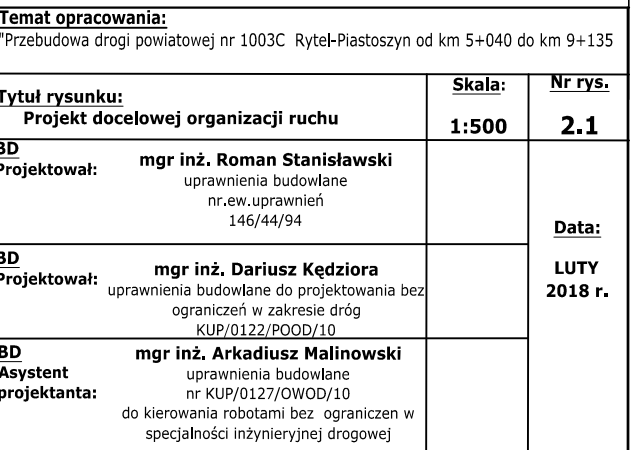 Temat opracowania:
"Przebudowa drogi powiatowej nr 1003C Rytel-Piastoszyn od km 5+040 do km 9+135
Tytuł rysunku:
Projekt docelowej organizacji ruchu
Skala:
1:500
Nr rys.
2.1
BD
Projektował:
mgr inż. Roman Stanisławski
uprawnienia budowlane
nr.ew.uprawnień
146/44/94
Data:
LUTY
2018 r.
BD
Projektował:
mgr inż. Dariusz Kędziora
uprawnienia budowlane do projektowania bez
ograniczeń w zakresie dróg
KUP/0122/POOD/10
BD
Asystent
projektanta:
mgr inż. Arkadiusz Malinowski
uprawnienia budowlane
nr KUP/0127/OWOD/10
do kierowania robotami bez ograniczen w
specjalności inżynieryjnej drogowej